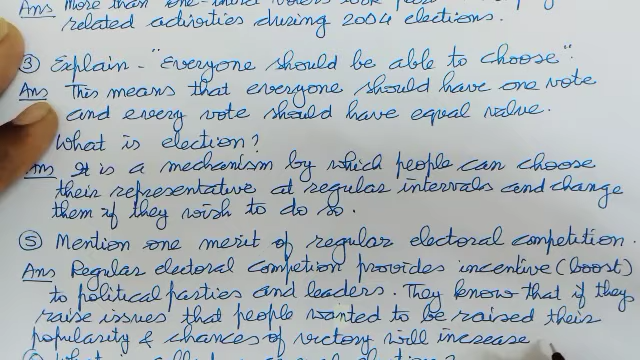 Ans More than one-third voters took part in
related activities during 2004 elections.
③ Explain - "Everyone should be able to choose".
Ans This means that everyone should have one vote
and every vote should have equal value.
What is election?
Ans It is a mechanism by which people can choose
their representative at regular intervals and change
them if they wish to do so.
⑤ Mention one merit of regular electoral competition.
Ans Regular electoral competion provides incentive (boost)
to political parties and leaders. They know that if they
raise issues that people wanted to be raised their
popularity & chances of victory will increase